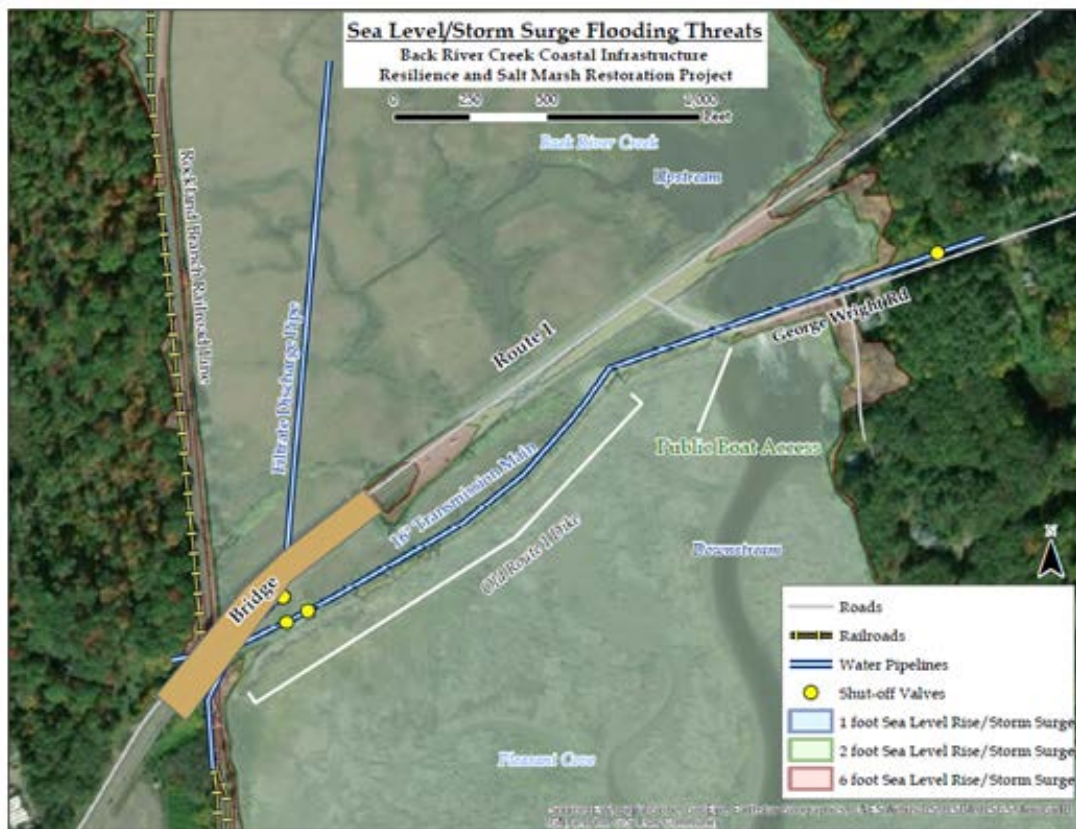 Sea Level/Storm Surge Flooding Threats
Back River Creek Coastal Infrastructure
Resilience and Salt Marsh Restoration Project
0 250 500 1,000
Feet
Back River Creek
Upstream
Rockland Branch Railroad Line
Filtrate Discharge Pipe
Route 1
George Wright Rd
Public Boat Access
16" Transmission Main
Old Route 1 Dike
Downstream
Bridge
Pleasant Cove
N
Roads
Railroads
Water Pipelines
Shut-off Valves
1 foot Sea Level Rise/Storm Surge
2 foot Sea Level Rise/Storm Surge
6 foot Sea Level Rise/Storm Surge